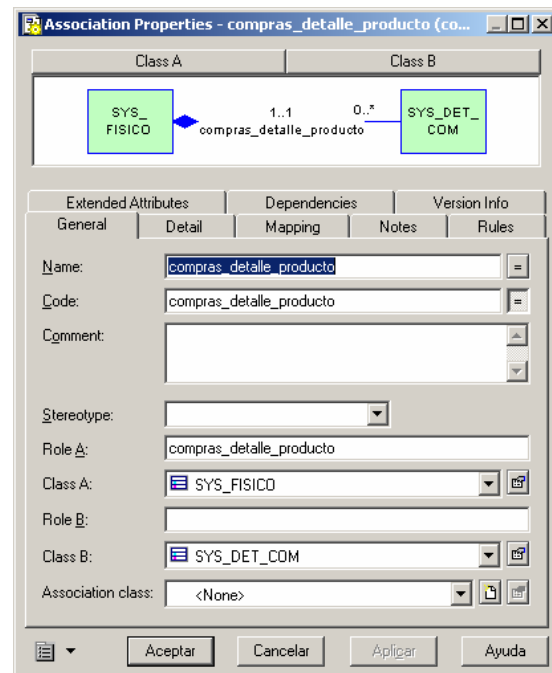 Association Properties - compras_detalle_producto (co...
Class A Class B
SYS_ 1..1 0..* SYS_DET_
FISICO compras_detalle_producto COM
Extended Attributes Dependencies Version Info
General Detail Mapping Notes Rules
Name: compras_detalle_producto =
Code: compras_detalle_producto =
Comment:
Stereotype:
Role A: compras_detalle_producto
Class A: SYS_FISICO
Role B:
Class B: SYS_DET_COM
Association class: <None>
Aceptar Cancelar Aplicar Ayuda